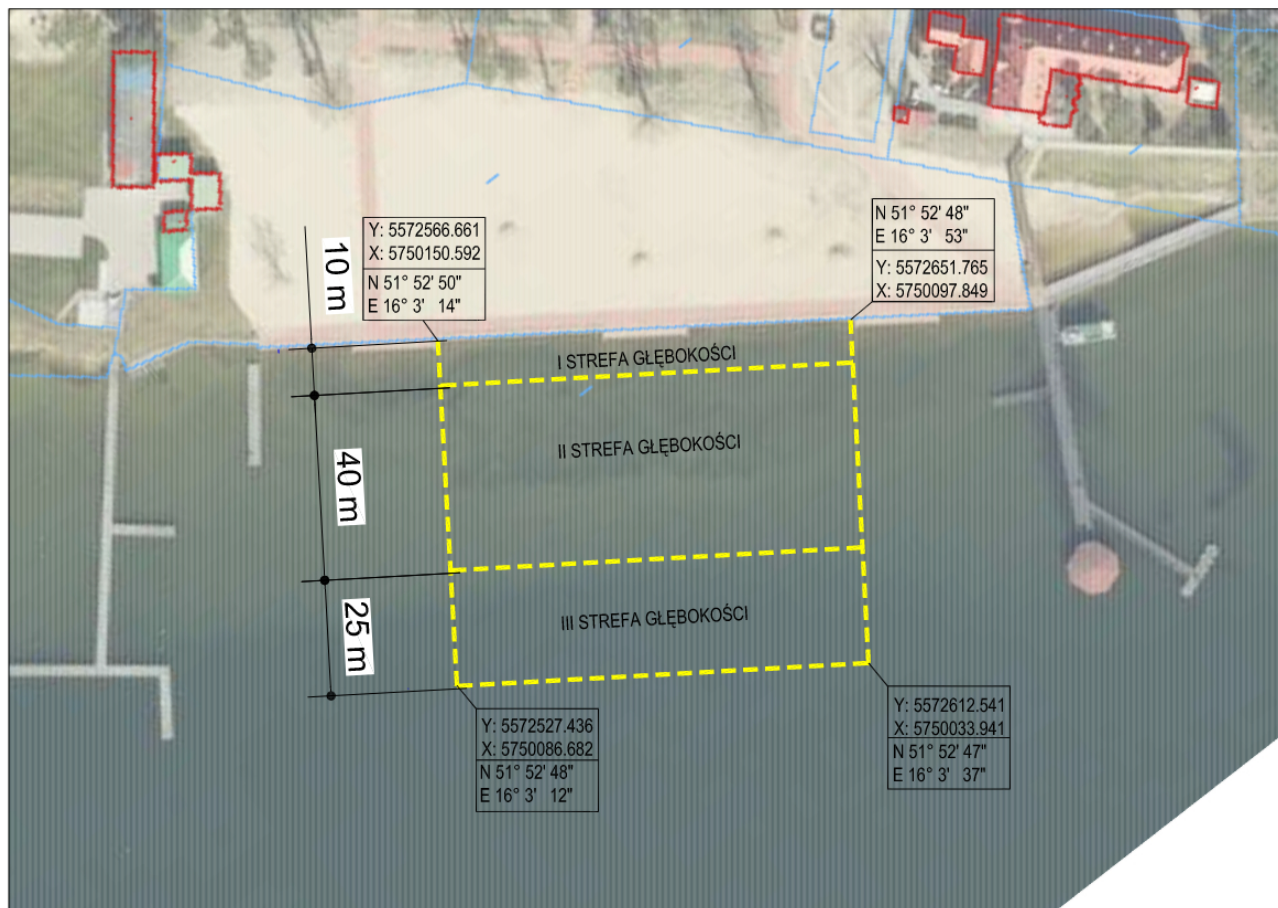 Y: 5572566.661
X: 5750150.592
N 51° 52' 50"
E 16° 3' 14"
N 51° 52' 48"
E 16° 3' 53"
Y: 5572651.765
X: 5750097.849
10 m
I STREFA GŁĘBOKOŚCI
40 m
II STREFA GŁĘBOKOŚCI
25 m
III STREFA GŁĘBOKOŚCI
Y: 5572527.436
X: 5750086.682
N 51° 52' 48"
E 16° 3' 12"
Y: 5572612.541
X: 5750033.941
N 51° 52' 47"
E 16° 3' 37"